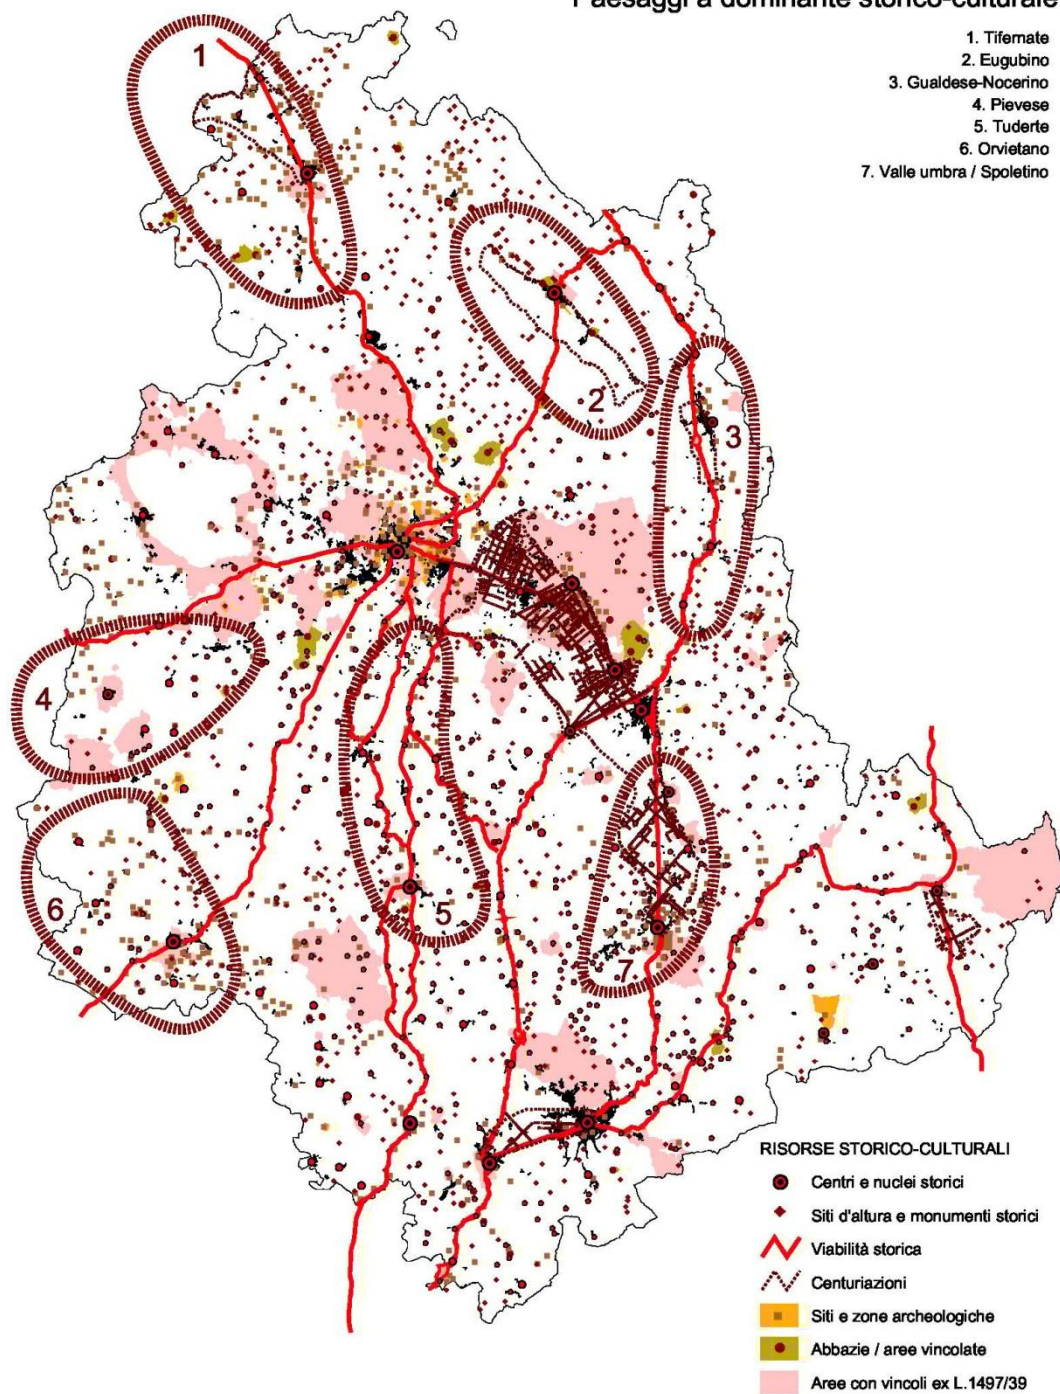 Paesaggi a dominante storico-culturale
1. Tifernate
2. Eugubino
3. Gualdese-Nocerino
4. Pievese
5. Tuderte
6. Orvietano
7. Valle umbra / Spoletino
1
2
3
4
5
6
7
RISORSE STORICO-CULTURALI
Centri e nuclei storici
Siti d'altura e monumenti storici
Viabilità storica
Centuriazioni
Siti e zone archeologiche
Abbazie / aree vincolate
Aree con vincoli ex L.1497/39